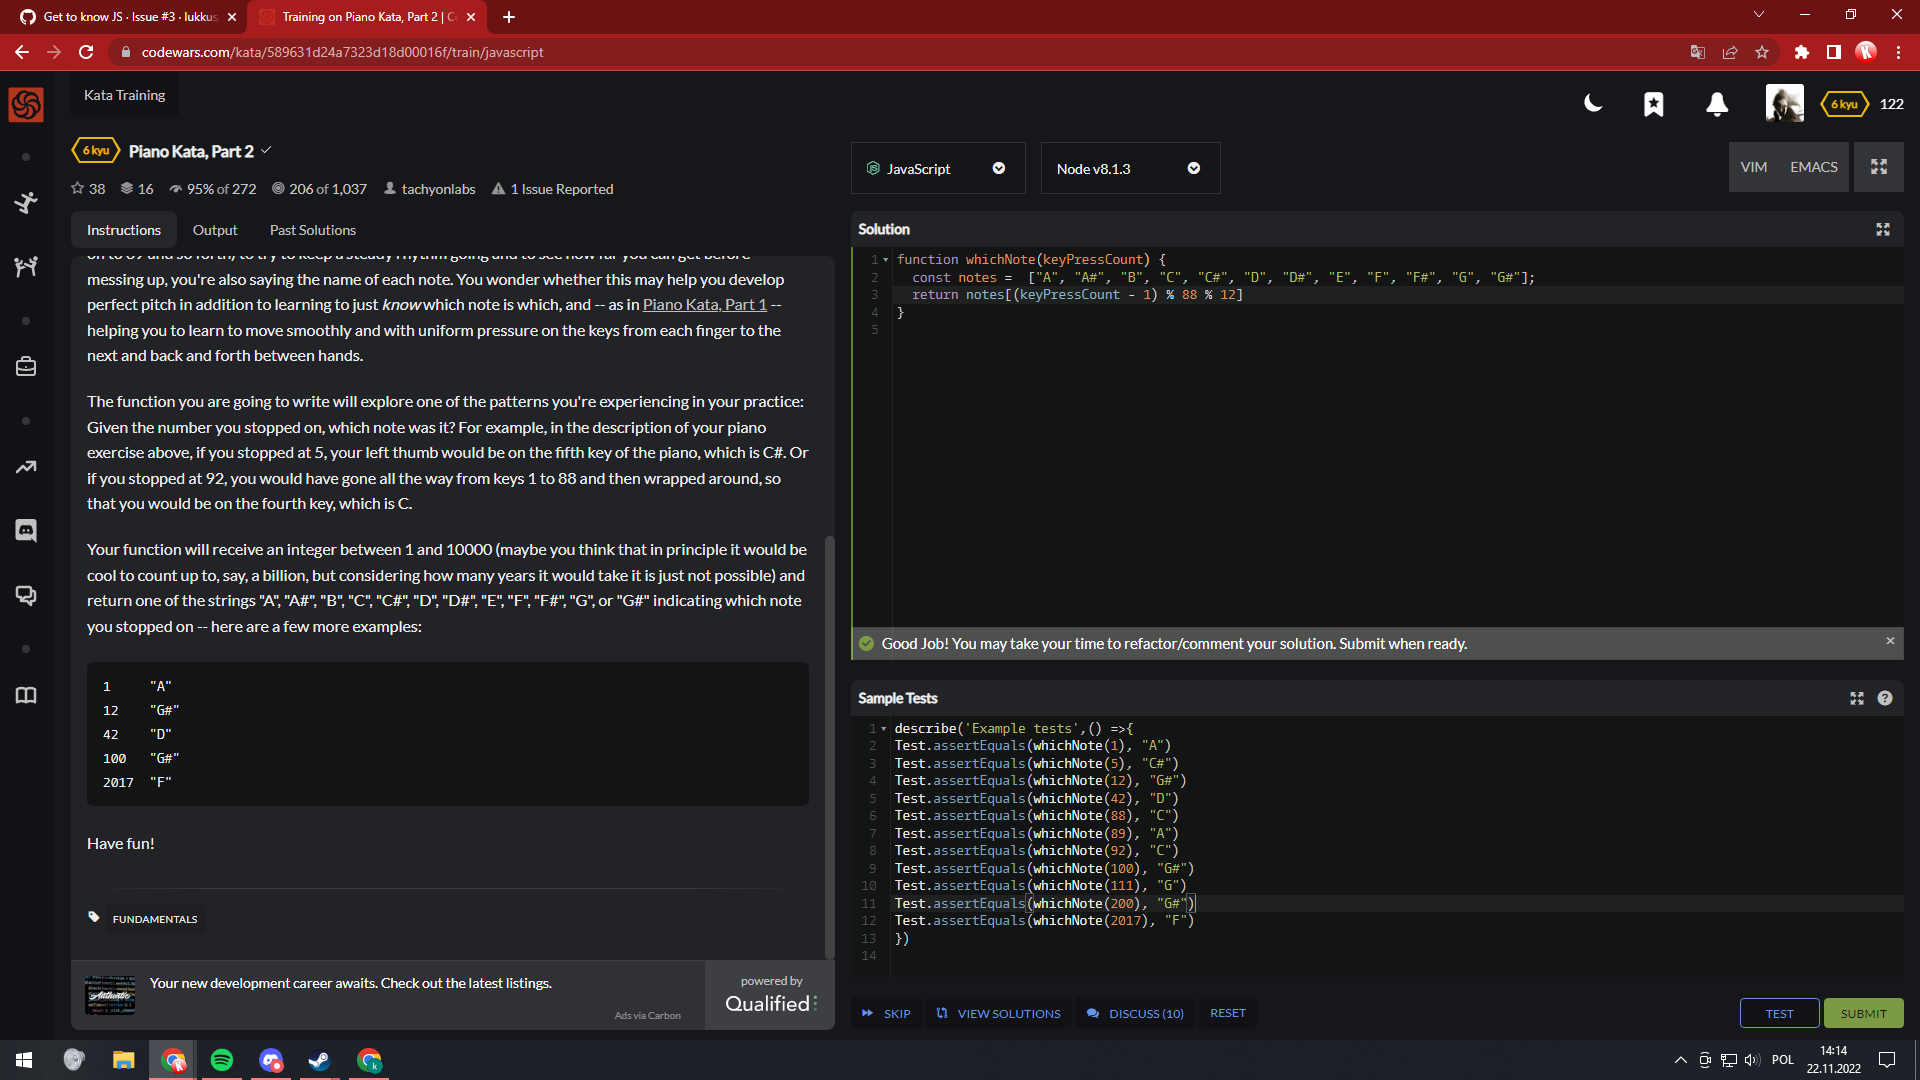 Get to know JS · Issue #3 · lukkus
Training on Piano Kata, Part 2 | C
codewars.com/kata/589631d24a7323d18d00016f/train/javascript
Kata Training
6 kyu
122
6 kyu Piano Kata, Part 2
38 16 95% of 272 206 of 1,037 tachyonlabs 1 Issue Reported
Instructions Output Past Solutions
messing up, you're also saying the name of each note. You wonder whether this may help you develop
perfect pitch in addition to learning to just know which note is which, and -- as in Piano Kata, Part 1 --
helping you to learn to move smoothly and with uniform pressure on the keys from each finger to the
next and back and forth between hands.
The function you are going to write will explore one of the patterns you're experiencing in your practice:
Given the number you stopped on, which note was it? For example, in the description of your piano
exercise above, if you stopped at 5, your left thumb would be on the fifth key of the piano, which is C#. Or
if you stopped at 92, you would have gone all the way from keys 1 to 88 and then wrapped around, so
that you would be on the fourth key, which is C.
Your function will receive an integer between 1 and 10000 (maybe you think that in principle it would be
cool to count up to, say, a billion, but considering how many years it would take it is just not possible) and
return one of the strings "A", "A#", "B", "C", "C#", "D", "D#", "E", "F", "F#", "G", or "G#" indicating which note
you stopped on -- here are a few more examples:
1 "A"
12 "G#"
42 "D"
100 "G#"
2017 "F"
Have fun!
FUNDAMENTALS
Authentic
Your new development career awaits. Check out the latest listings.
Ads via Carbon
powered by
Qualified
JavaScript
Node v8.1.3
VIM EMACS
Solution
1 function whichNote(keyPressCount) {
2 const notes = ["A", "A#", "B", "C", "C#", "D", "D#", "E", "F", "F#", "G", "G#"];
3 return notes[(keyPressCount - 1) % 88 % 12]
4 }
5
Good Job! You may take your time to refactor/comment your solution. Submit when ready.
Sample Tests
1 describe('Example tests',() =>{
2 Test.assertEquals(whichNote(1), "A")
3 Test.assertEquals(whichNote(5), "C#")
4 Test.assertEquals(whichNote(12), "G#")
5 Test.assertEquals(whichNote(42), "D")
6 Test.assertEquals(whichNote(88), "C")
7 Test.assertEquals(whichNote(89), "A")
8 Test.assertEquals(whichNote(92), "C")
9 Test.assertEquals(whichNote(100), "G#")
10 Test.assertEquals(whichNote(111), "G")
11 Test.assertEquals(whichNote(200), "G#")
12 Test.assertEquals(whichNote(2017), "F")
13 })
14
SKIP VIEW SOLUTIONS DISCUSS (10) RESET
TEST SUBMIT
POL
14:14
22.11.2022